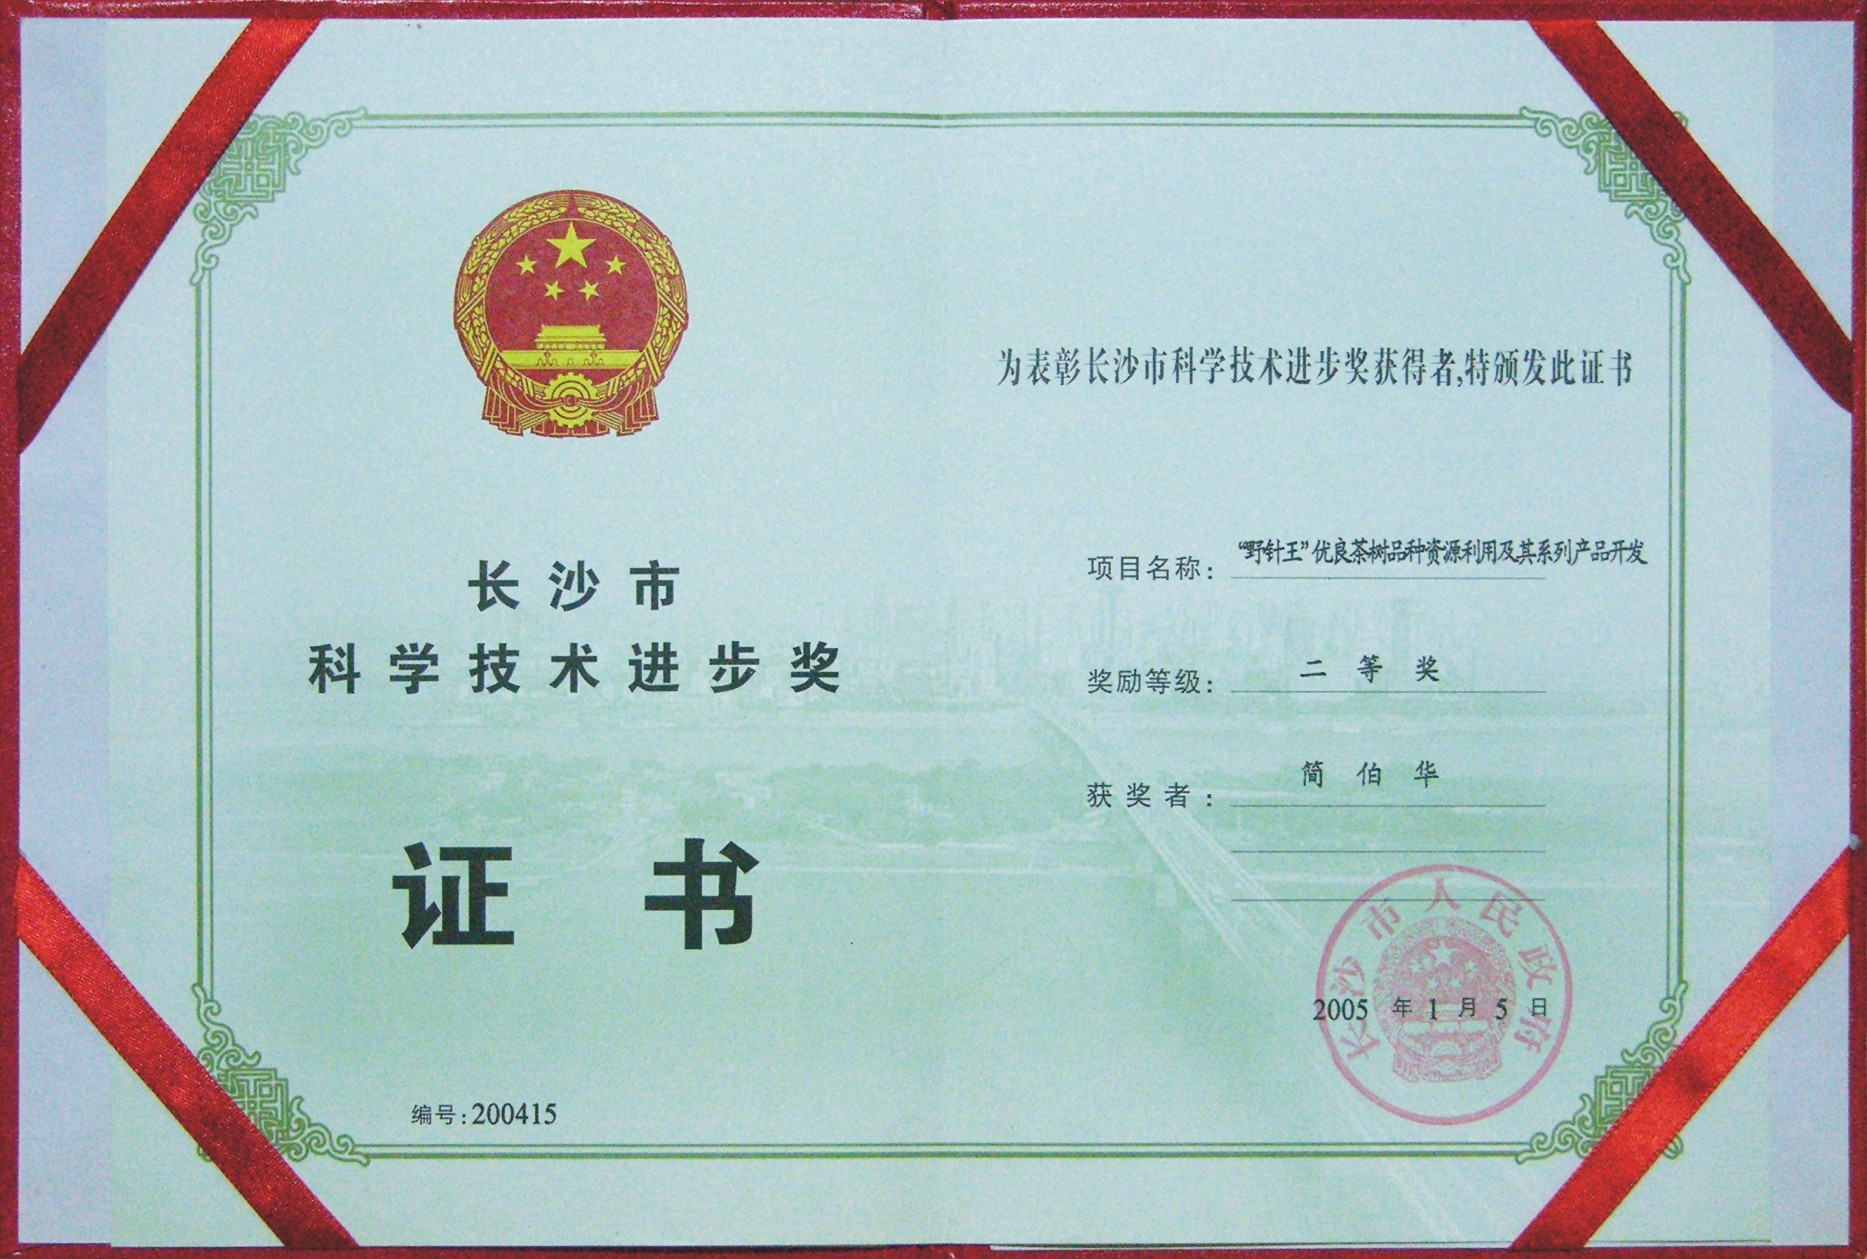 长沙市
科学技术进步奖
证书
编号:200415
为表彰长沙市科学技术进步奖获得者,特颁发此证书
项目名称: “野针王”优良茶树品种资源利用及其系列产品开发
奖励等级: 二等奖
获奖者: 简伯华
长沙市人民政府
2005 年 1 月 5 日